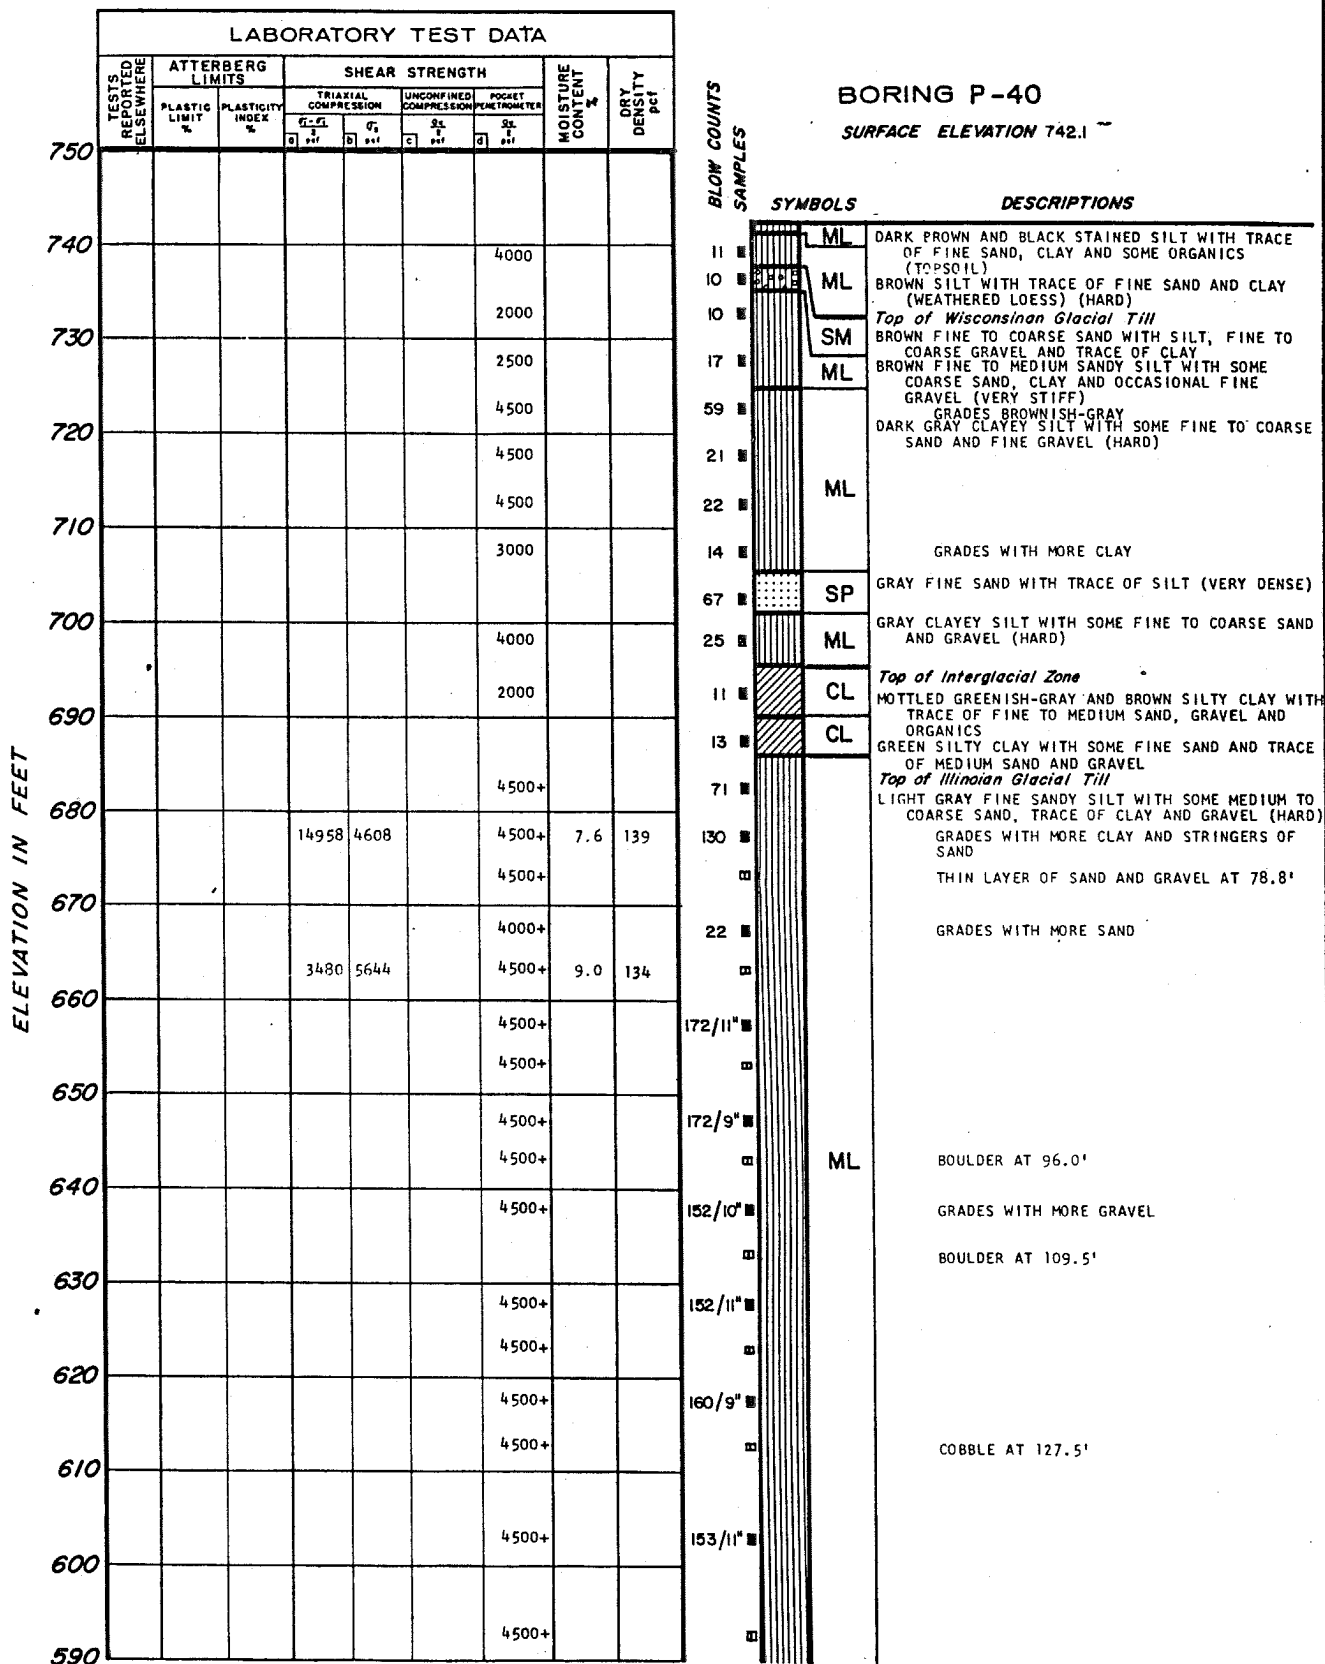 LABORATORY TEST DATA
TESTS REPORTED ELSEWHERE
ATTERBERG LIMITS
SHEAR STRENGTH
MOISTURE CONTENT %
DRY DENSITY pcf
PLASTIC LIMIT %
PLASTICITY INDEX %
TRIAXIAL COMPRESSION
UNCONFINED COMPRESSION
POCKET PENETROMETER
a psf
b psf
c psf
d psf
BLOW COUNTS
SAMPLES
BORING P-40
SURFACE ELEVATION 742.1
SYMBOLS
DESCRIPTIONS
ELEVATION IN FEET
750
740
4000
2000
730
2500
4500
720
4500
4500
710
3000
700
4000
2000
690
4500+
680
14958 4608 4500+ 7.6 139
4500+
670
4000+
3480 5644 4500+ 9.0 134
660
4500+
4500+
650
4500+
4500+
640
4500+
630
4500+
4500+
620
4500+
4500+
610
4500+
600
4500+
590
11
10
10
17
59
21
22
14
67
25
11
13
71
130
22
172/11"
172/9"
152/10"
152/11"
160/9"
153/11"
ML
ML
SM
ML
ML
SP
ML
CL
CL
ML
DARK BROWN AND BLACK STAINED SILT WITH TRACE
OF FINE SAND, CLAY AND SOME ORGANICS
(TOPSOIL)
BROWN SILT WITH TRACE OF FINE SAND AND CLAY
(WEATHERED LOESS) (HARD)
Top of Wisconsinan Glacial Till
BROWN FINE TO COARSE SAND WITH SILT, FINE TO
COARSE GRAVEL AND TRACE OF CLAY
BROWN FINE TO MEDIUM SANDY SILT WITH SOME
COARSE SAND, CLAY AND OCCASIONAL FINE
GRAVEL (VERY STIFF)
GRADES BROWNISH-GRAY
DARK GRAY CLAYEY SILT WITH SOME FINE TO COARSE
SAND AND FINE GRAVEL (HARD)
GRADES WITH MORE CLAY
GRAY FINE SAND WITH TRACE OF SILT (VERY DENSE)
GRAY CLAYEY SILT WITH SOME FINE TO COARSE SAND
AND GRAVEL (HARD)
Top of Interglacial Zone
MOTTLED GREENISH-GRAY AND BROWN SILTY CLAY WITH
TRACE OF FINE TO MEDIUM SAND, GRAVEL AND
ORGANICS
GREEN SILTY CLAY WITH SOME FINE SAND AND TRACE
OF MEDIUM SAND AND GRAVEL
Top of Illinoian Glacial Till
LIGHT GRAY FINE SANDY SILT WITH SOME MEDIUM TO
COARSE SAND, TRACE OF CLAY AND GRAVEL (HARD)
GRADES WITH MORE CLAY AND STRINGERS OF
SAND
THIN LAYER OF SAND AND GRAVEL AT 78.8'
GRADES WITH MORE SAND
BOULDER AT 96.0'
GRADES WITH MORE GRAVEL
BOULDER AT 109.5'
COBBLE AT 127.5'